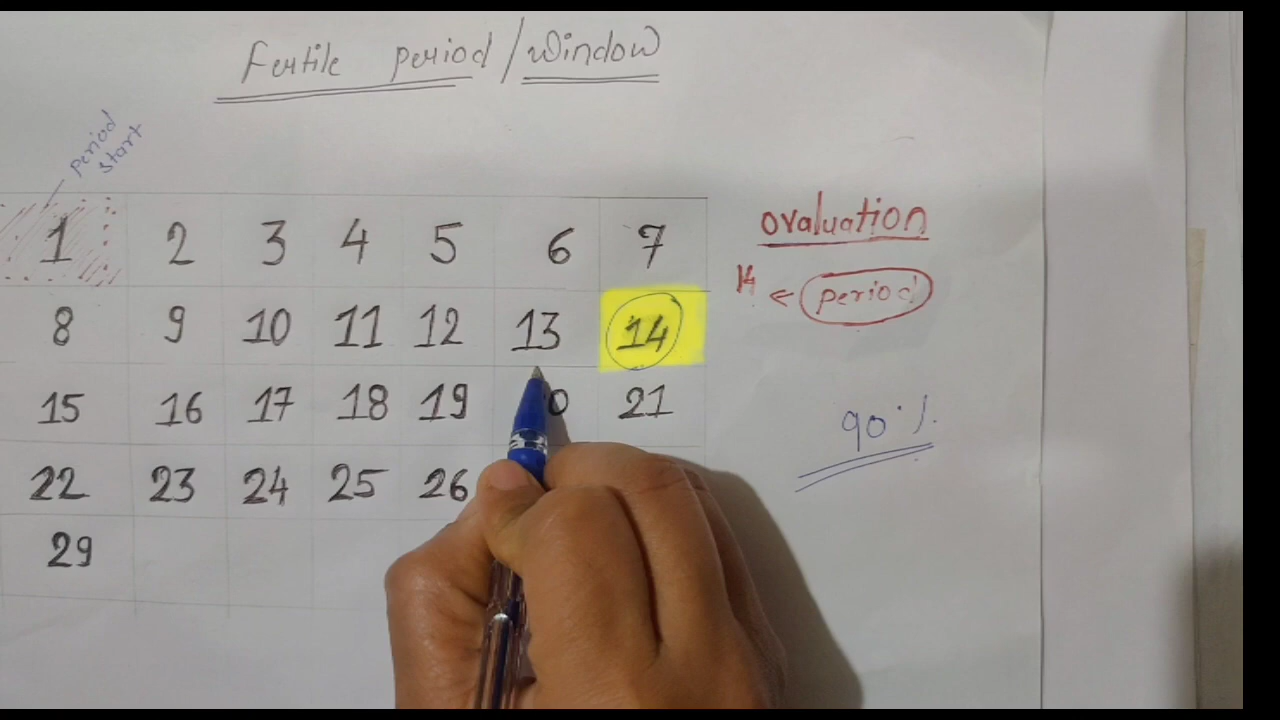 Fertile period / window
period
start
1 2 3 4 5 6 7
ovaluation
14 < period
8 9 10 11 12 13 14
15 16 17 18 19 21
90%
22 23 24 25 26
29